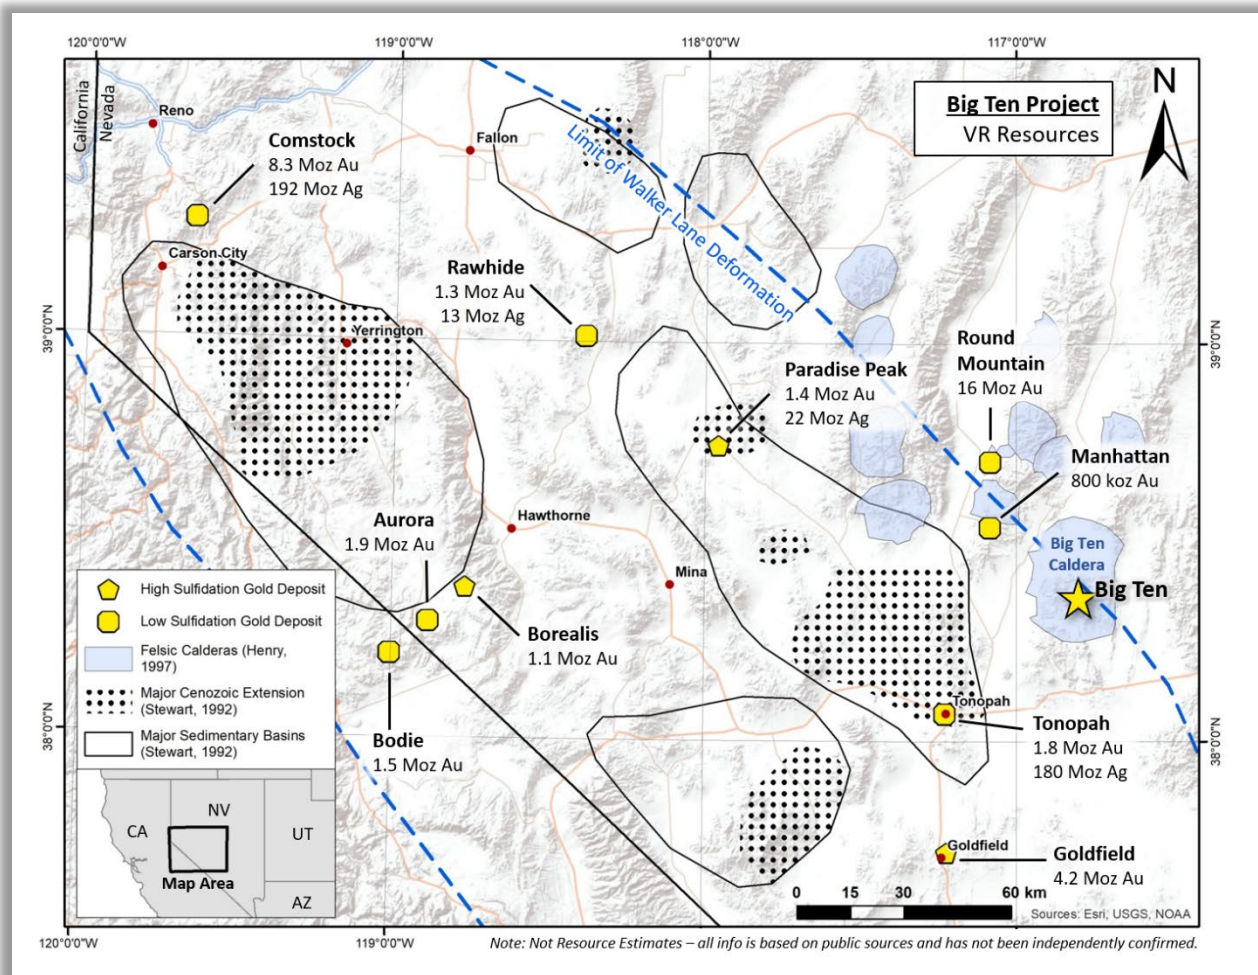 120°0'0"W
119°0'0"W
118°0'0"W
117°0'0"W
California
Nevada
Reno
Comstock
8.3 Moz Au
192 Moz Ag
Fallon
Limit of Walker Lane Deformation
Big Ten Project
VR Resources
N
Carson City
Rawhide
1.3 Moz Au
13 Moz Ag
Yerrington
39°0'0"N
39°0'0"N
Paradise Peak
1.4 Moz Au
22 Moz Ag
Round
Mountain
16 Moz Au
Manhattan
800 koz Au
Aurora
1.9 Moz Au
Hawthorne
Mina
Big Ten
Caldera
Big Ten
Borealis
1.1 Moz Au
Bodie
1.5 Moz Au
Tonopah
Tonopah
1.8 Moz Au
180 Moz Ag
38°0'0"N
38°0'0"N
Goldfield
Goldfield
4.2 Moz Au
High Sulfidation Gold Deposit
Low Sulfidation Gold Deposit
Felsic Calderas (Henry,
1997)
Major Cenozoic Extension
(Stewart, 1992)
Major Sedimentary Basins
(Stewart, 1992)
NV
CA
UT
Map Area
AZ
0 15 30 60 km
Sources: Esri, USGS, NOAA
120°0'0"W
119°0'0"W
Note: Not Resource Estimates – all info is based on public sources and has not been independently confirmed.